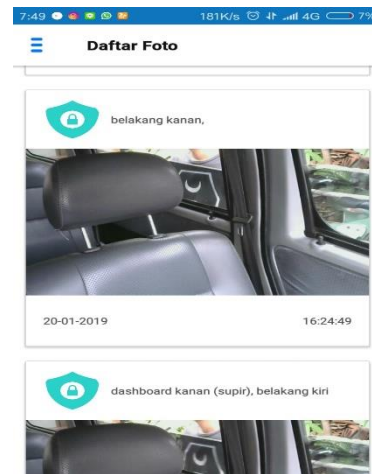 7:49 181K/s 4G 7%
Daftar Foto
belakang kanan,
20-01-2019 16:24:49
dashboard kanan (supir), belakang kiri